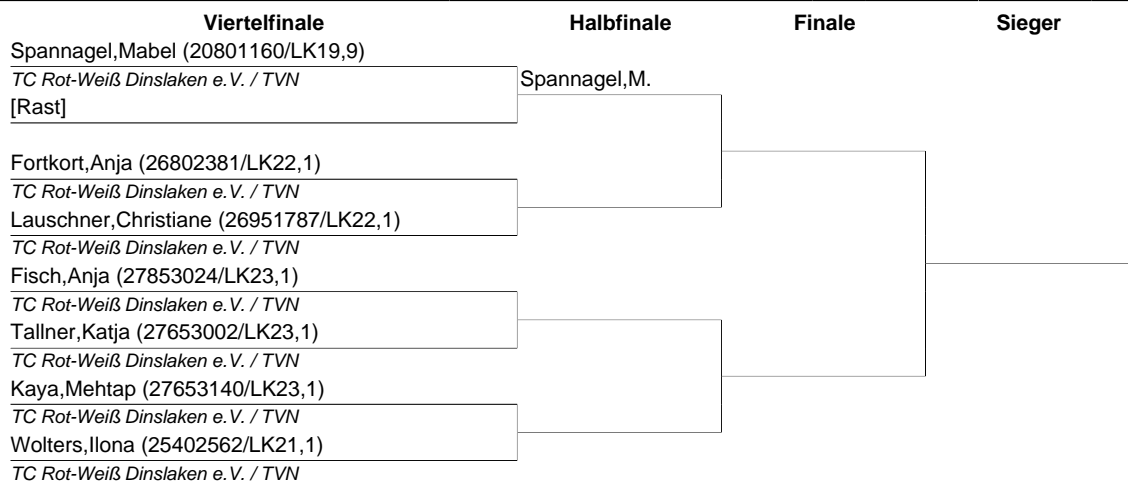 Viertelfinale Halbfinale Finale Sieger
Spannagel,Mabel (20801160/LK19,9)
TC Rot-Weiß Dinslaken e.V. / TVN Spannagel,M.
[Rast]
Fortkort,Anja (26802381/LK22,1)
TC Rot-Weiß Dinslaken e.V. / TVN
Lauschner,Christiane (26951787/LK22,1)
TC Rot-Weiß Dinslaken e.V. / TVN
Fisch,Anja (27853024/LK23,1)
TC Rot-Weiß Dinslaken e.V. / TVN
Tallner,Katja (27653002/LK23,1)
TC Rot-Weiß Dinslaken e.V. / TVN
Kaya,Mehtap (27653140/LK23,1)
TC Rot-Weiß Dinslaken e.V. / TVN
Wolters,Ilona (25402562/LK21,1)
TC Rot-Weiß Dinslaken e.V. / TVN